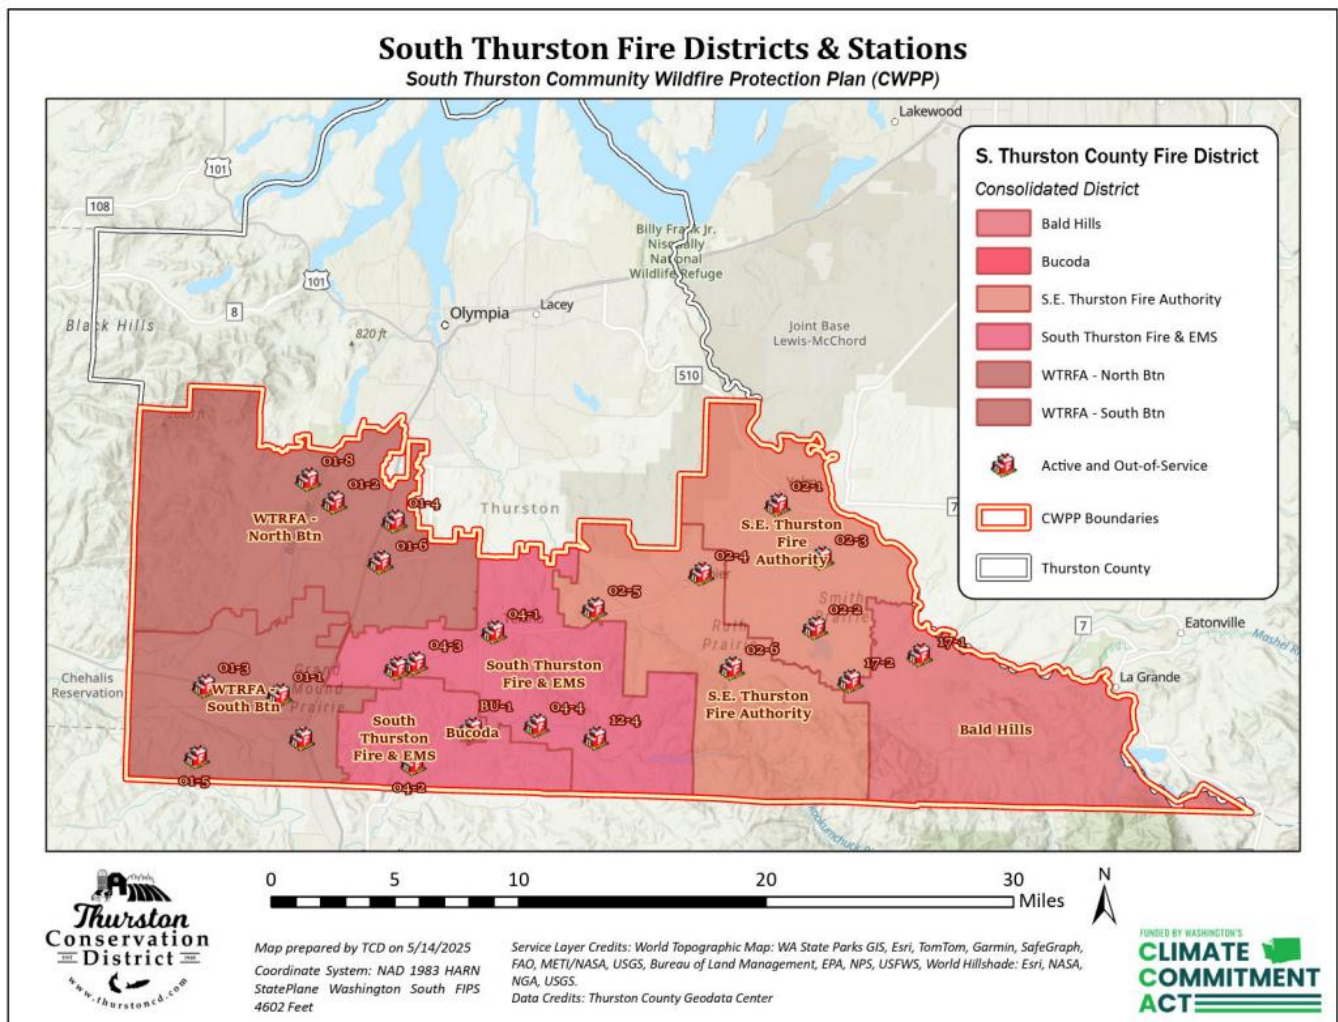 South Thurston Fire Districts & Stations
South Thurston Community Wildfire Protection Plan (CWPP)
Lakewood
101
108
Billy Frank Jr.
Nisqually
National
Wildlife Refuge
101
8
Olympia
Lacey
Black Hills
820 ft
Joint Base
Lewis-McChord
510
S. Thurston County Fire District
Consolidated District
Bald Hills
Bucoda
S.E. Thurston Fire Authority
South Thurston Fire & EMS
WTRFA - North Btn
WTRFA - South Btn
Active and Out-of-Service
CWPP Boundaries
Thurston County
7
7
Eatonville
La Grande
Chehalis
Reservation
Thurston
01-8
01-2
01-4
01-6
WTRFA -
North Btn
02-1
S.E. Thurston
Fire
Authority
02-3
02-4
02-5
02-2
Smith
Prairie
Ruth
Prairie
02-6
17-1
17-2
S.E. Thurston
Fire Authority
Bald Hills
04-1
04-3
South Thurston
Fire & EMS
01-3
01-1
WTRFA -
South Btn
Grand
Mound
Prairie
South
Thurston
Fire & EMS
BU-1
Bucoda
04-4
12-4
01-5
04-2
0 5 10 20 30
Miles
N
Thurston
Conservation
District
EST 1948
www.thurstoncd.com
Map prepared by TCD on 5/14/2025
Coordinate System: NAD 1983 HARN
StatePlane Washington South FIPS
4602 Feet
Service Layer Credits: World Topographic Map: WA State Parks GIS, Esri, TomTom, Garmin, SafeGraph,
FAO, METI/NASA, USGS, Bureau of Land Management, EPA, NPS, USFWS, World Hillshade: Esri, NASA,
NGA, USGS.
Data Credits: Thurston County Geodata Center
FUNDED BY WASHINGTON'S
CLIMATE
COMMITMENT
ACT